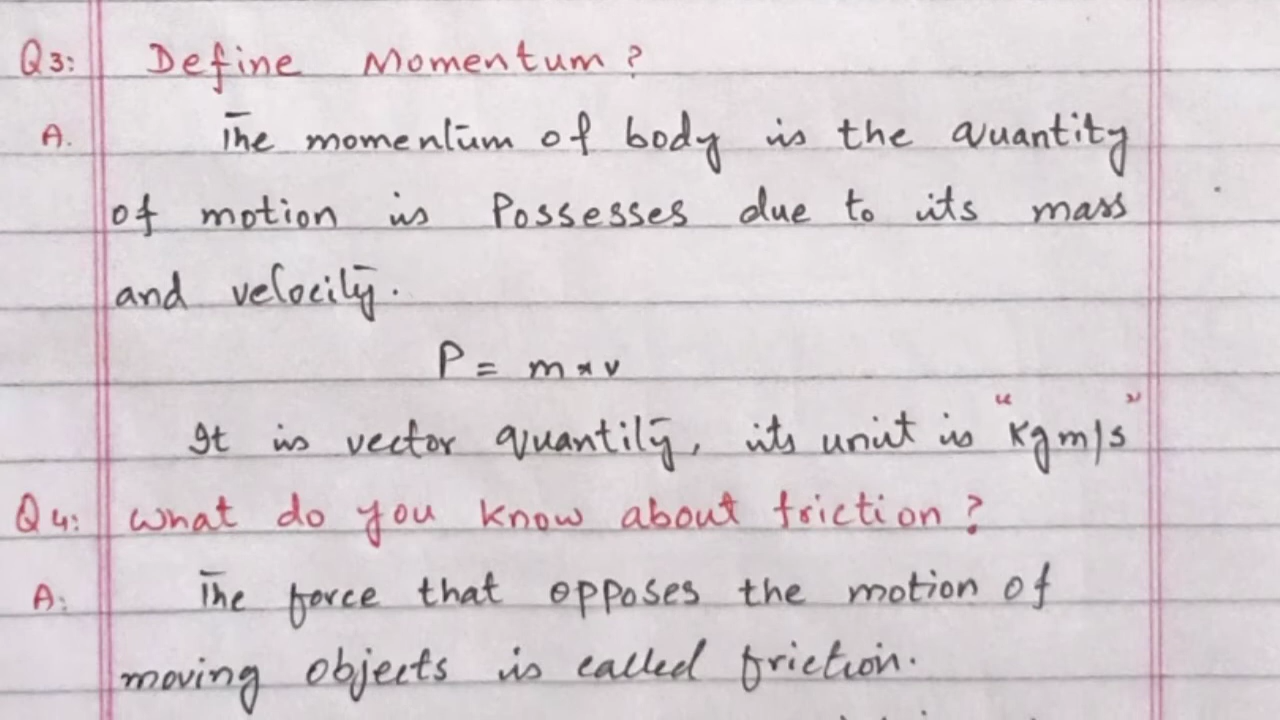 Q3: Define Momentum?
A. The momentum of body is the quantity
of motion is Possesses due to its mass
and velocity.
P = m×v
It is vector quantity, its unit is "Kgm/s"
Q4: What do you know about friction?
A: The force that opposes the motion of
moving objects is called friction.